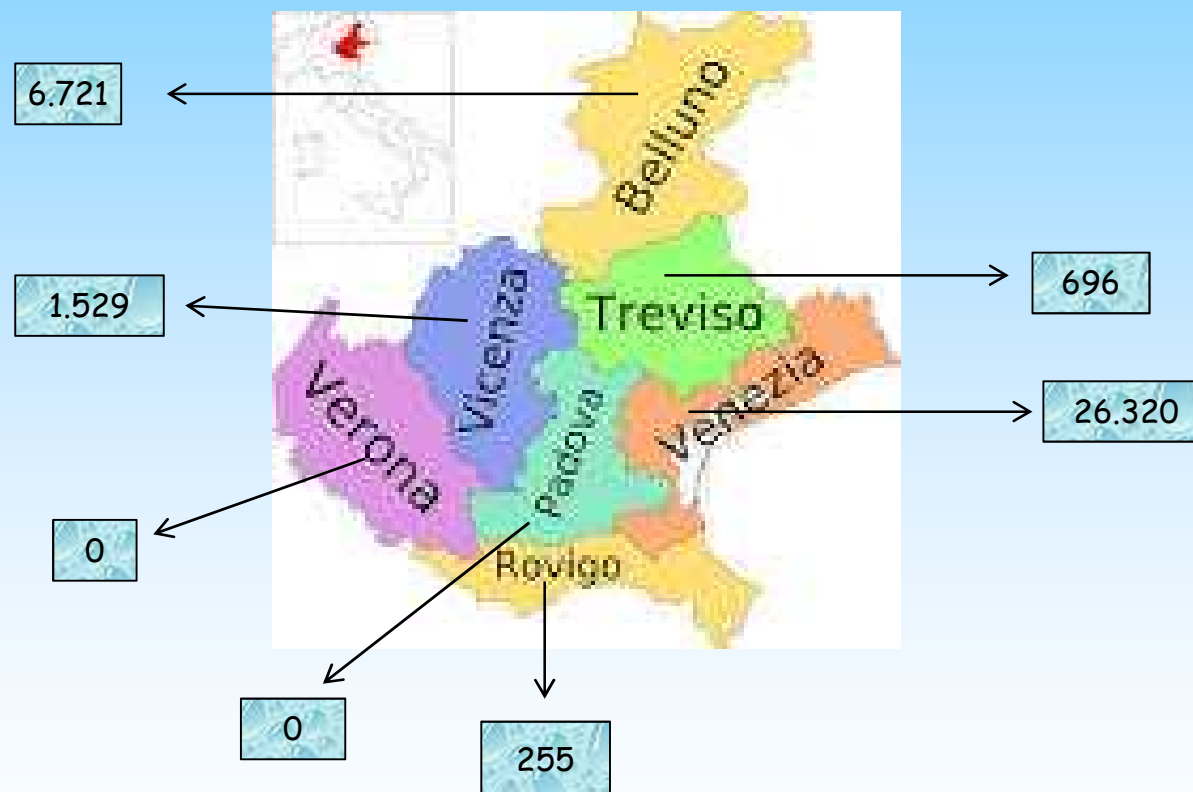 6.721
Belluno
1.529
696
Treviso
Vicenza
Venezia
26.320
Verona
Padova
0
Rovigo
0
255